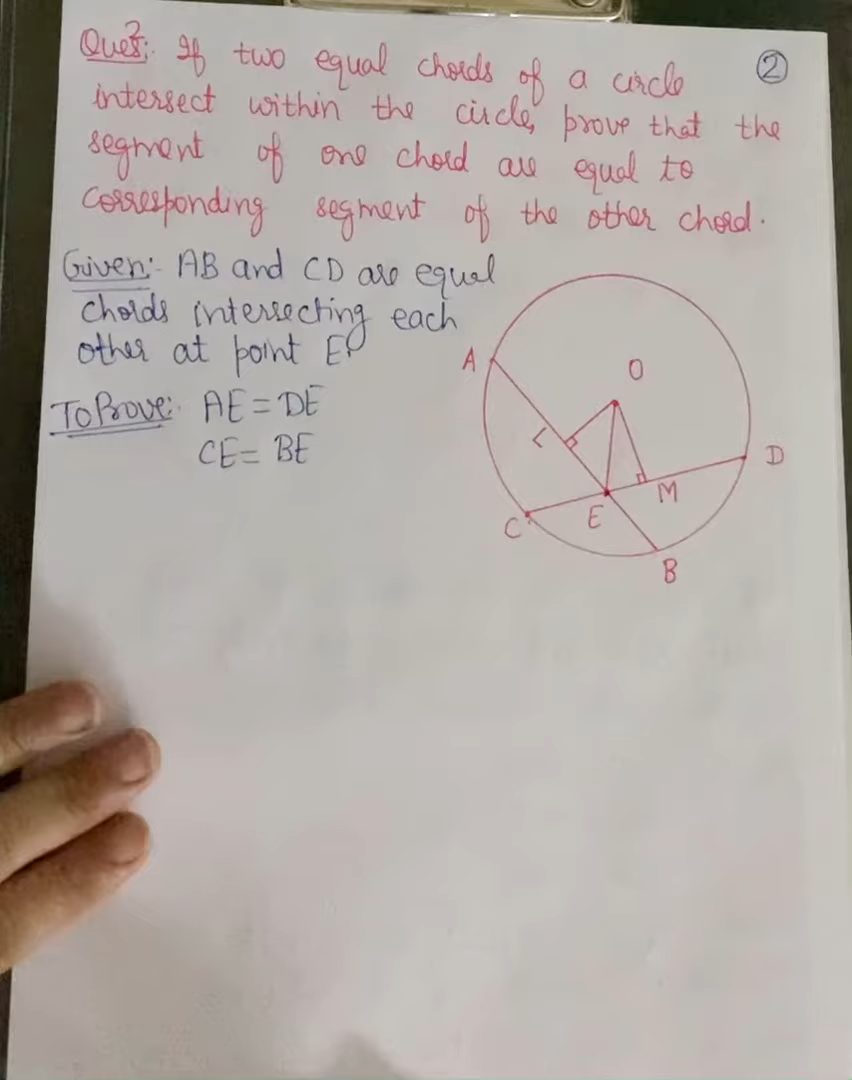 Ques: If two equal chords of a circle
②
intersect within the circle, prove that the
segment of one chord are equal to
corresponding segment of the other chord.
Given:- AB and CD are equal
chords intersecting each
other at point E.
To Prove: AE = DE
CE = BE
A
O
L
D
M
E
C
B